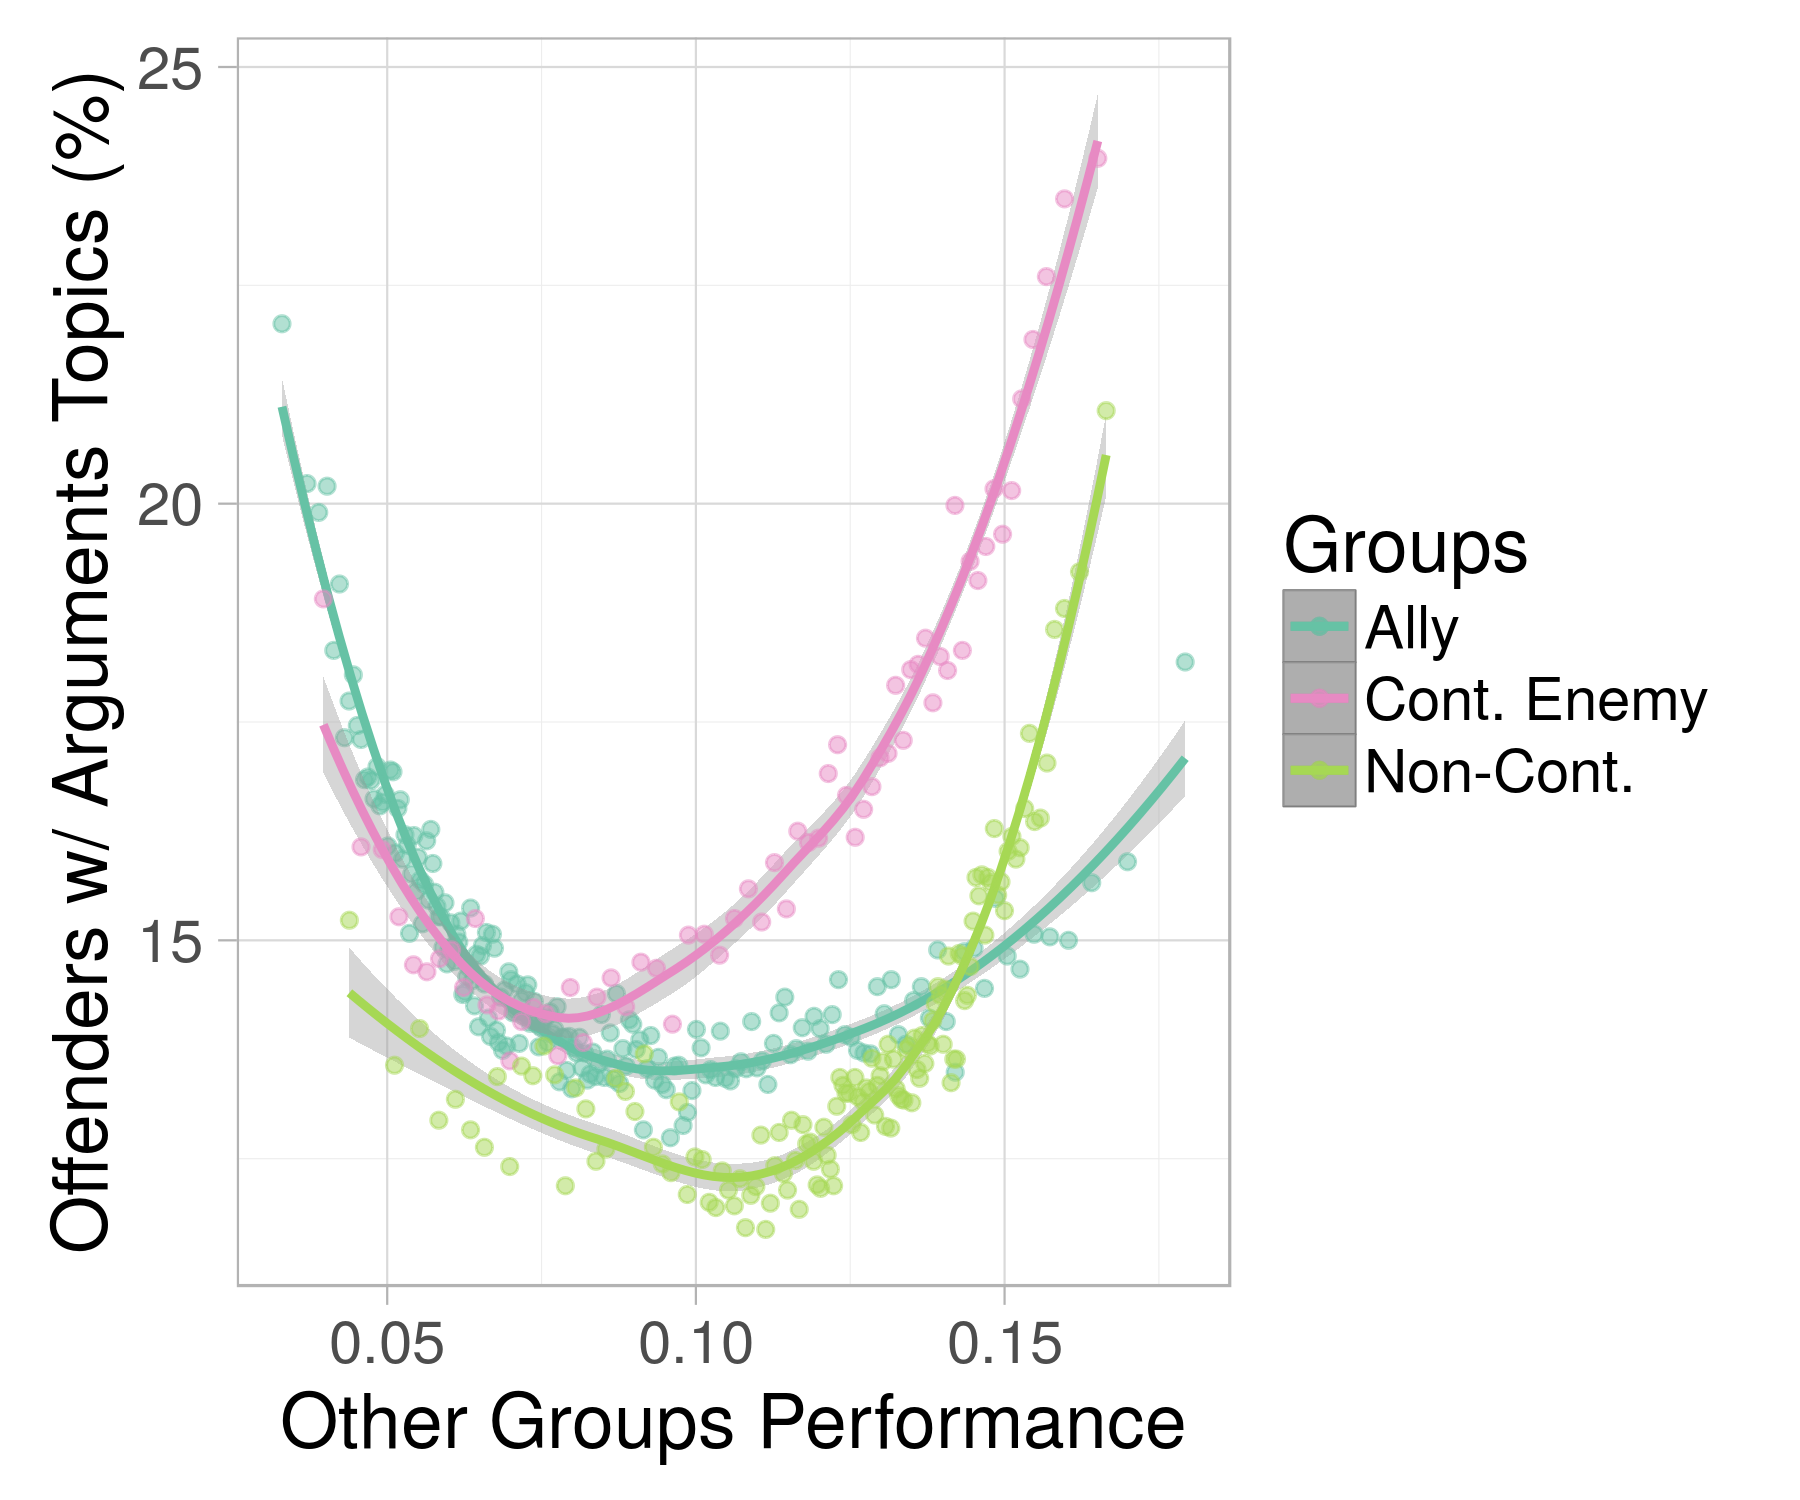 Offenders w/ Arguments Topics (%)
25
20
15
0.05 0.10 0.15
Other Groups Performance
Groups
Ally
Cont. Enemy
Non-Cont.